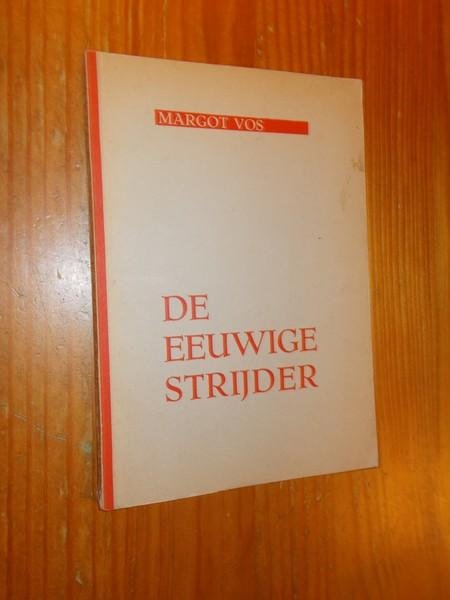 MARGOT VOS
DE
EEUWIGE
STRIJDER